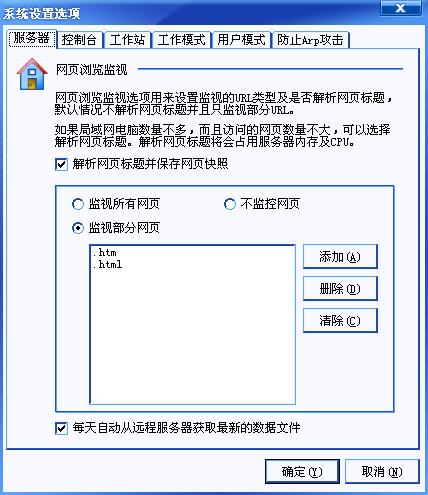 系统设置选项
服务器 控制台 工作站 工作模式 用户模式 防止Arp攻击
网页浏览监视
网页浏览监视选项用来设置监视的URL类型及是否解析网页标题,
默认情况不解析网页标题并且只监视部分URL.
如果局域网电脑数量不多,而且访问的网页数量不大,可以选择
解析网页标题. 解析网页标题将会占用服务器内存及CPU.
解析网页标题并保存网页快照
监视所有网页 不监控网页
监视部分网页
.htm
.html
添加(A)
删除(D)
清除(C)
每天自动从远程服务器获取最新的数据文件
确定(Y) 取消(N)